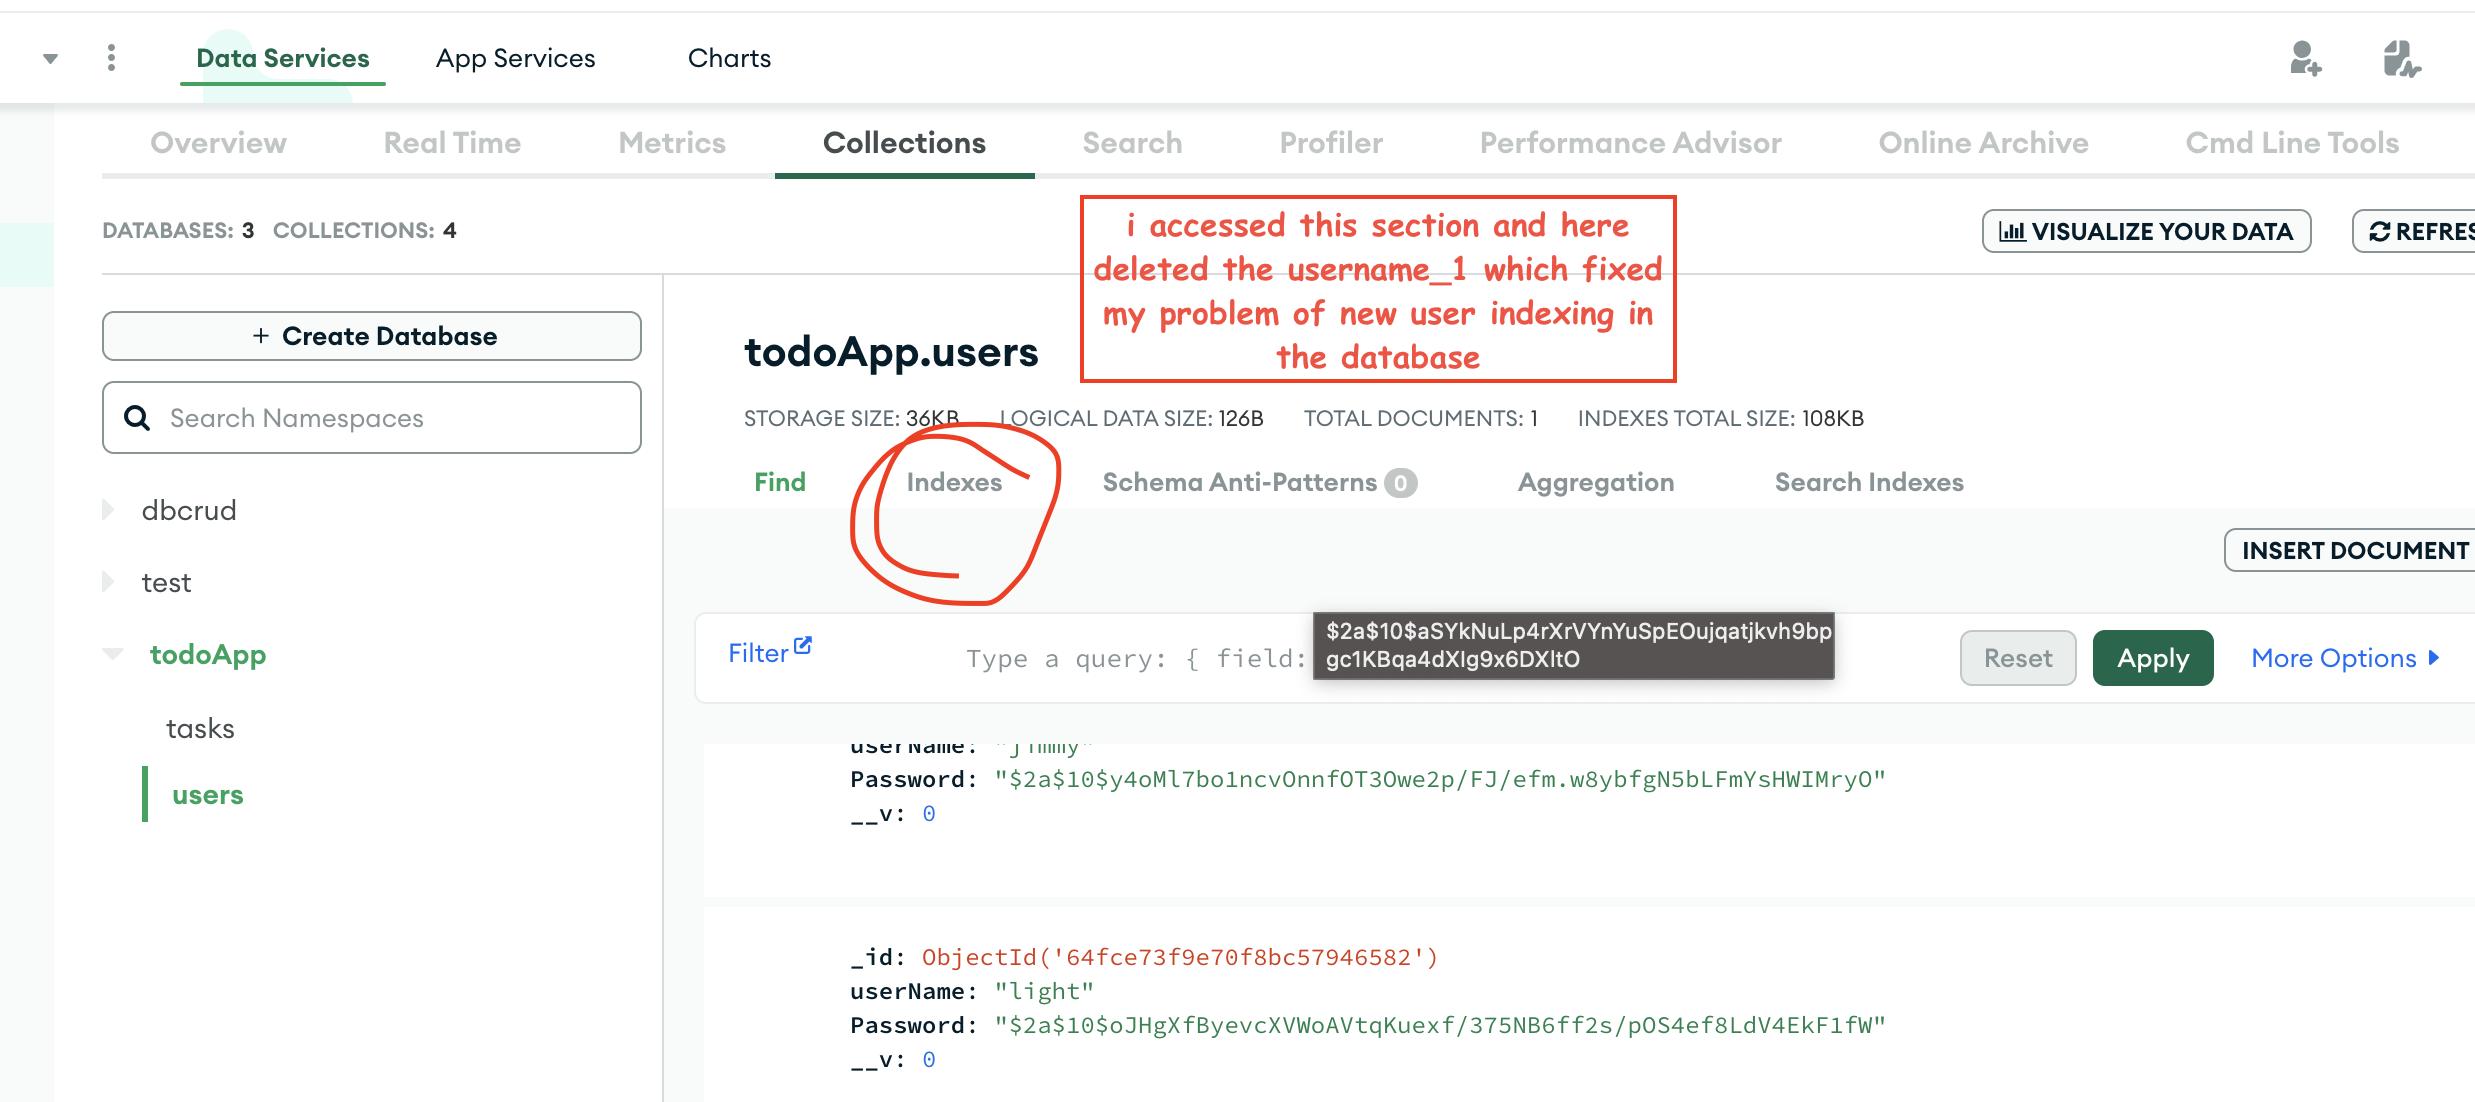 Data Services App Services Charts
Overview Real Time Metrics Collections Search Profiler Performance Advisor Online Archive Cmd Line Tools
DATABASES: 3 COLLECTIONS: 4
VISUALIZE YOUR DATA
REFRES
i accessed this section and here
deleted the username_1 which fixed
my problem of new user indexing in
the database
+ Create Database
Search Namespaces
dbcrud
test
todoApp
tasks
users
todoApp.users
STORAGE SIZE: 36KB LOGICAL DATA SIZE: 126B TOTAL DOCUMENTS: 1 INDEXES TOTAL SIZE: 108KB
Find Indexes Schema Anti-Patterns 0 Aggregation Search Indexes
INSERT DOCUMENT
Filter
Type a query: { field:
$2a$10$aSYkNuLp4rXrVYnYuSpEOujqatjkvh9bp
gc1KBqa4dXIg9x6DXltO
Reset Apply More Options
userName: "jimmy"
Password: "$2a$10$y4oMl7bo1ncvOnnfOT3Owe2p/FJ/efm.w8ybfgN5bLFmYsHWIMryO"
__v: 0
_id: ObjectId('64fce73f9e70f8bc57946582')
userName: "light"
Password: "$2a$10$oJHgXfByevcXVWoAVtqKuexf/375NB6ff2s/pOS4ef8LdV4EkF1fW"
__v: 0